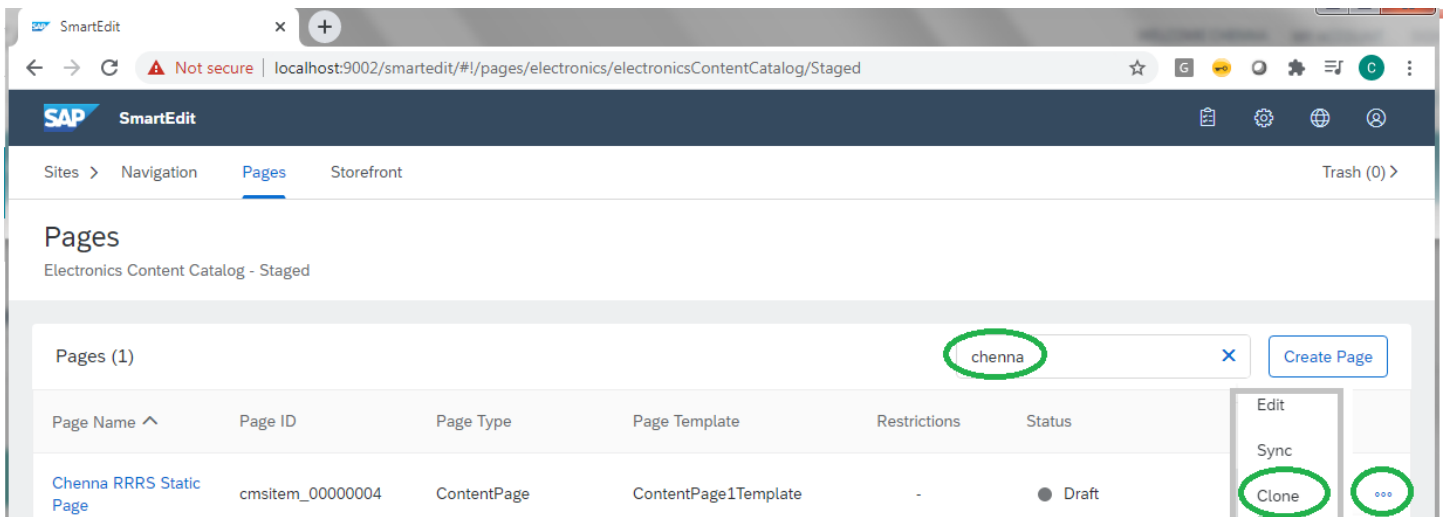 SmartEdit
Not secure | localhost:9002/smartedit/#!/pages/electronics/electronicsContentCatalog/Staged
G
C
SAP SmartEdit
Sites > Navigation Pages Storefront Trash (0) >
Pages
Electronics Content Catalog - Staged
Pages (1) chenna Create Page
Page Name Page ID Page Type Page Template Restrictions Status Edit
Sync
Chenna RRRS Static
Page cmsitem_00000004 ContentPage ContentPage1Template - Draft Clone